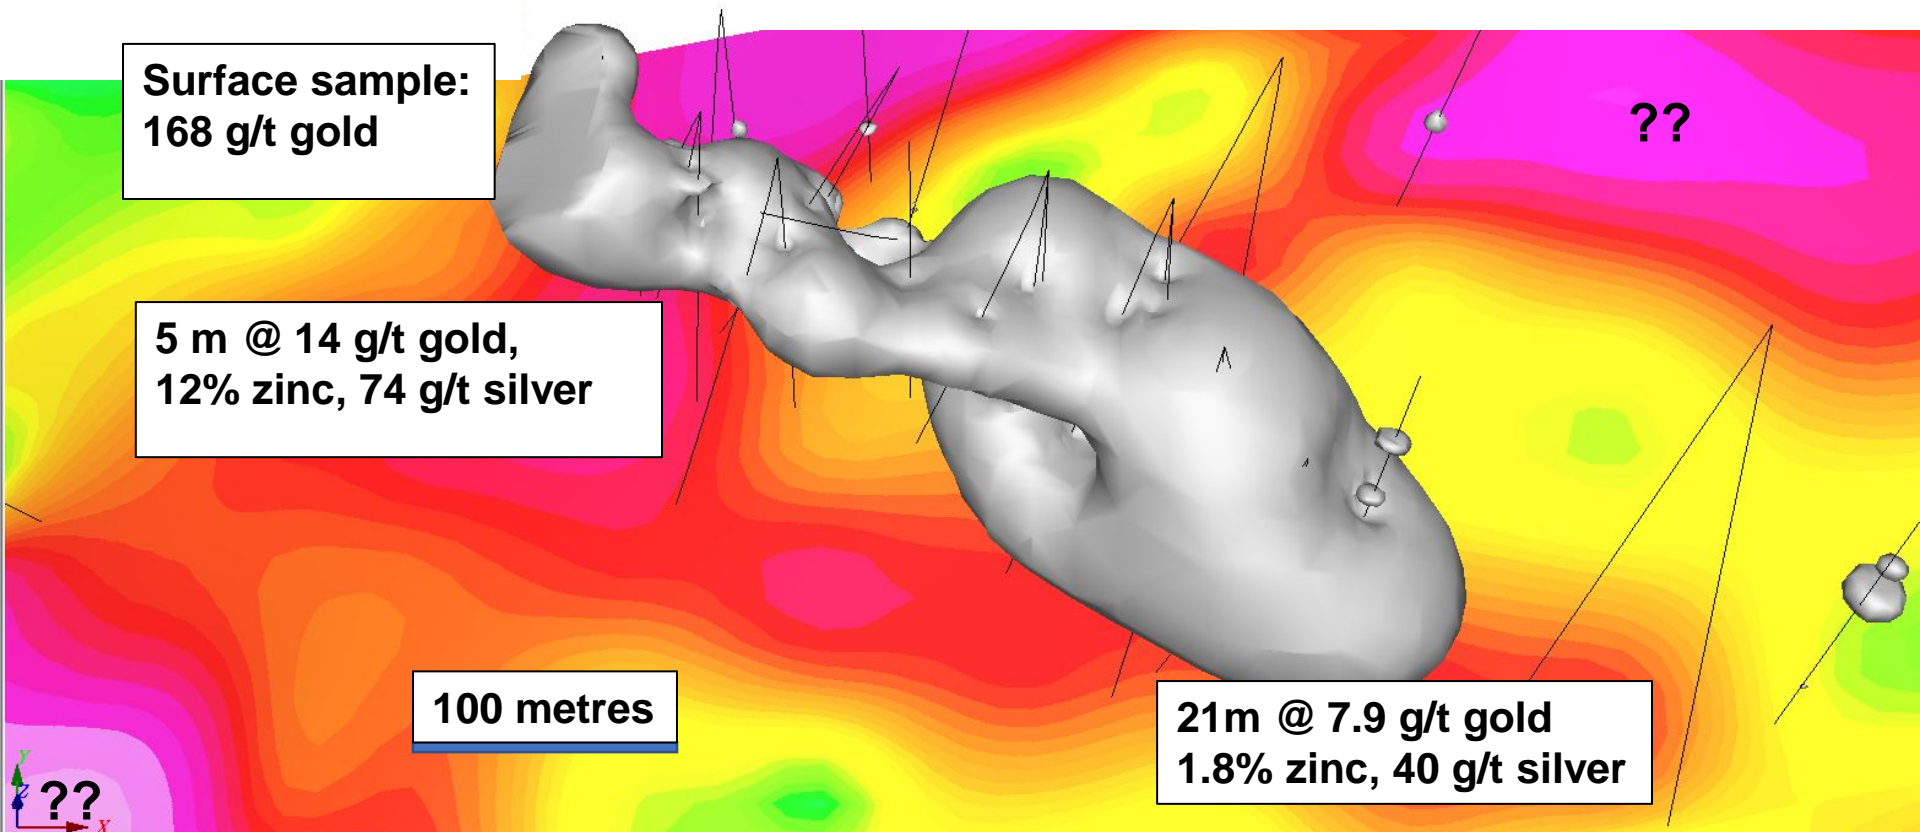 Surface sample:
168 g/t gold
??
5 m @ 14 g/t gold,
12% zinc, 74 g/t silver
100 metres
21m @ 7.9 g/t gold
1.8% zinc, 40 g/t silver
Y
Z
??
X